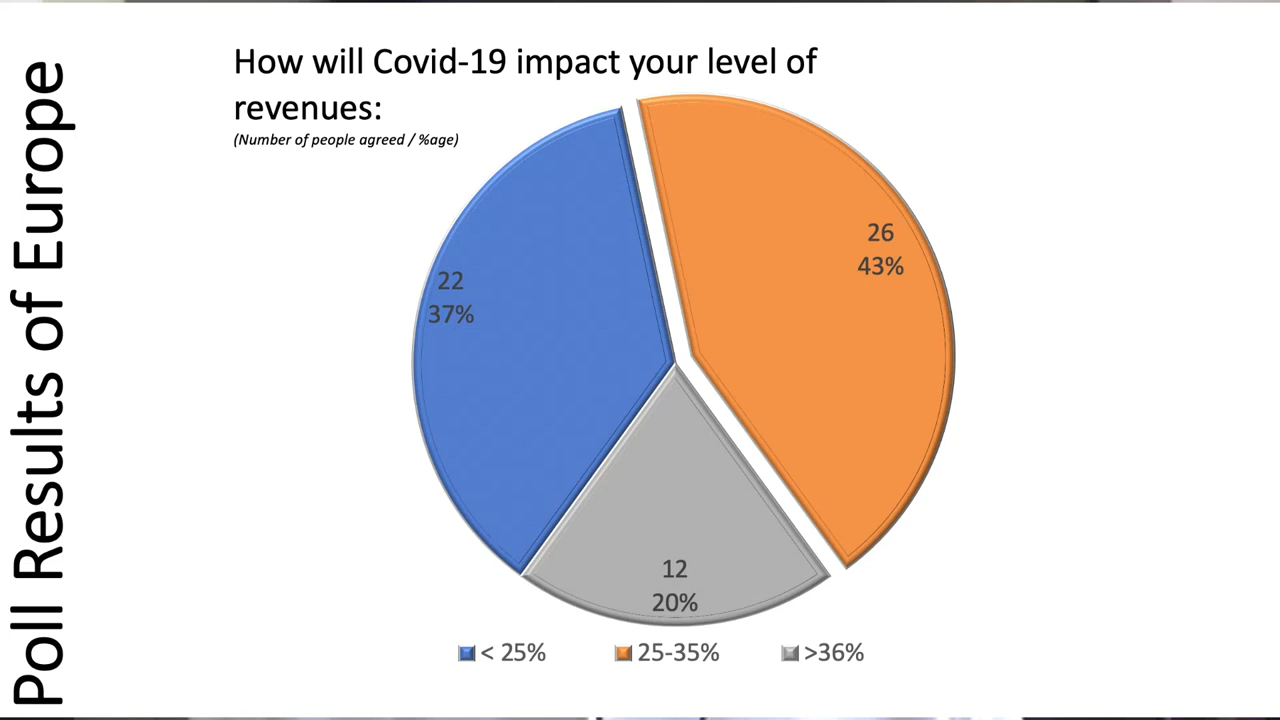 Poll Results of Europe
How will Covid-19 impact your level of
revenues:
(Number of people agreed / %age)
26
43%
22
37%
12
20%
< 25%
25-35%
>36%